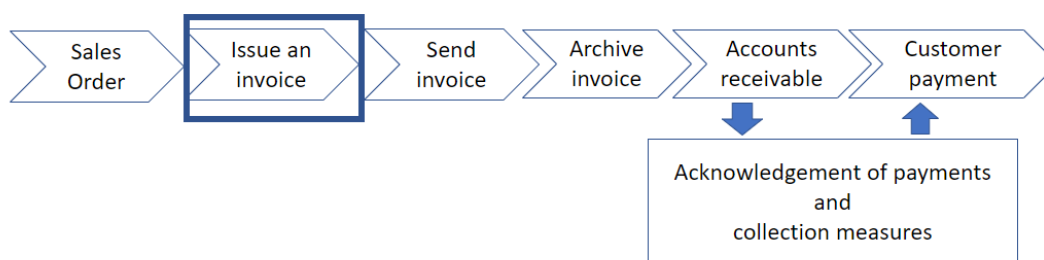 Sales
Order
Issue an
invoice
Send
invoice
Archive
invoice
Accounts
receivable
Customer
payment
Acknowledgement of payments
and
collection measures